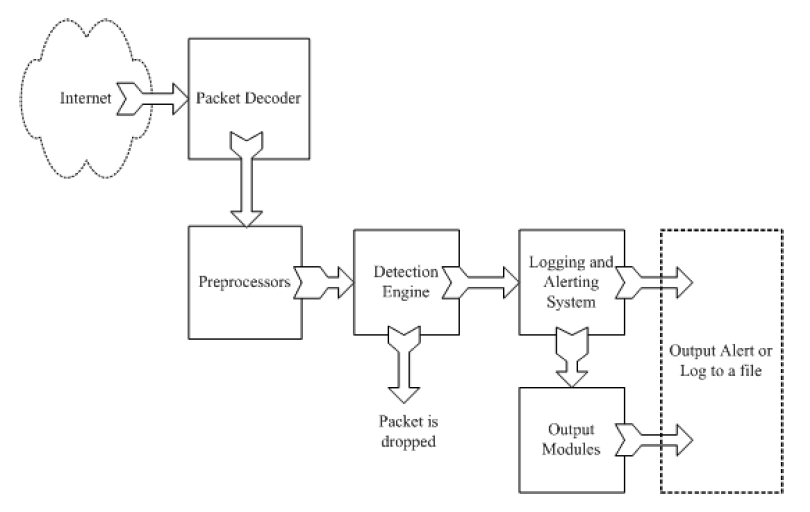 Internet
Packet Decoder
Preprocessors
Detection
Engine
Logging and
Alerting
System
Output Alert or
Log to a file
Packet is
dropped
Output
Modules